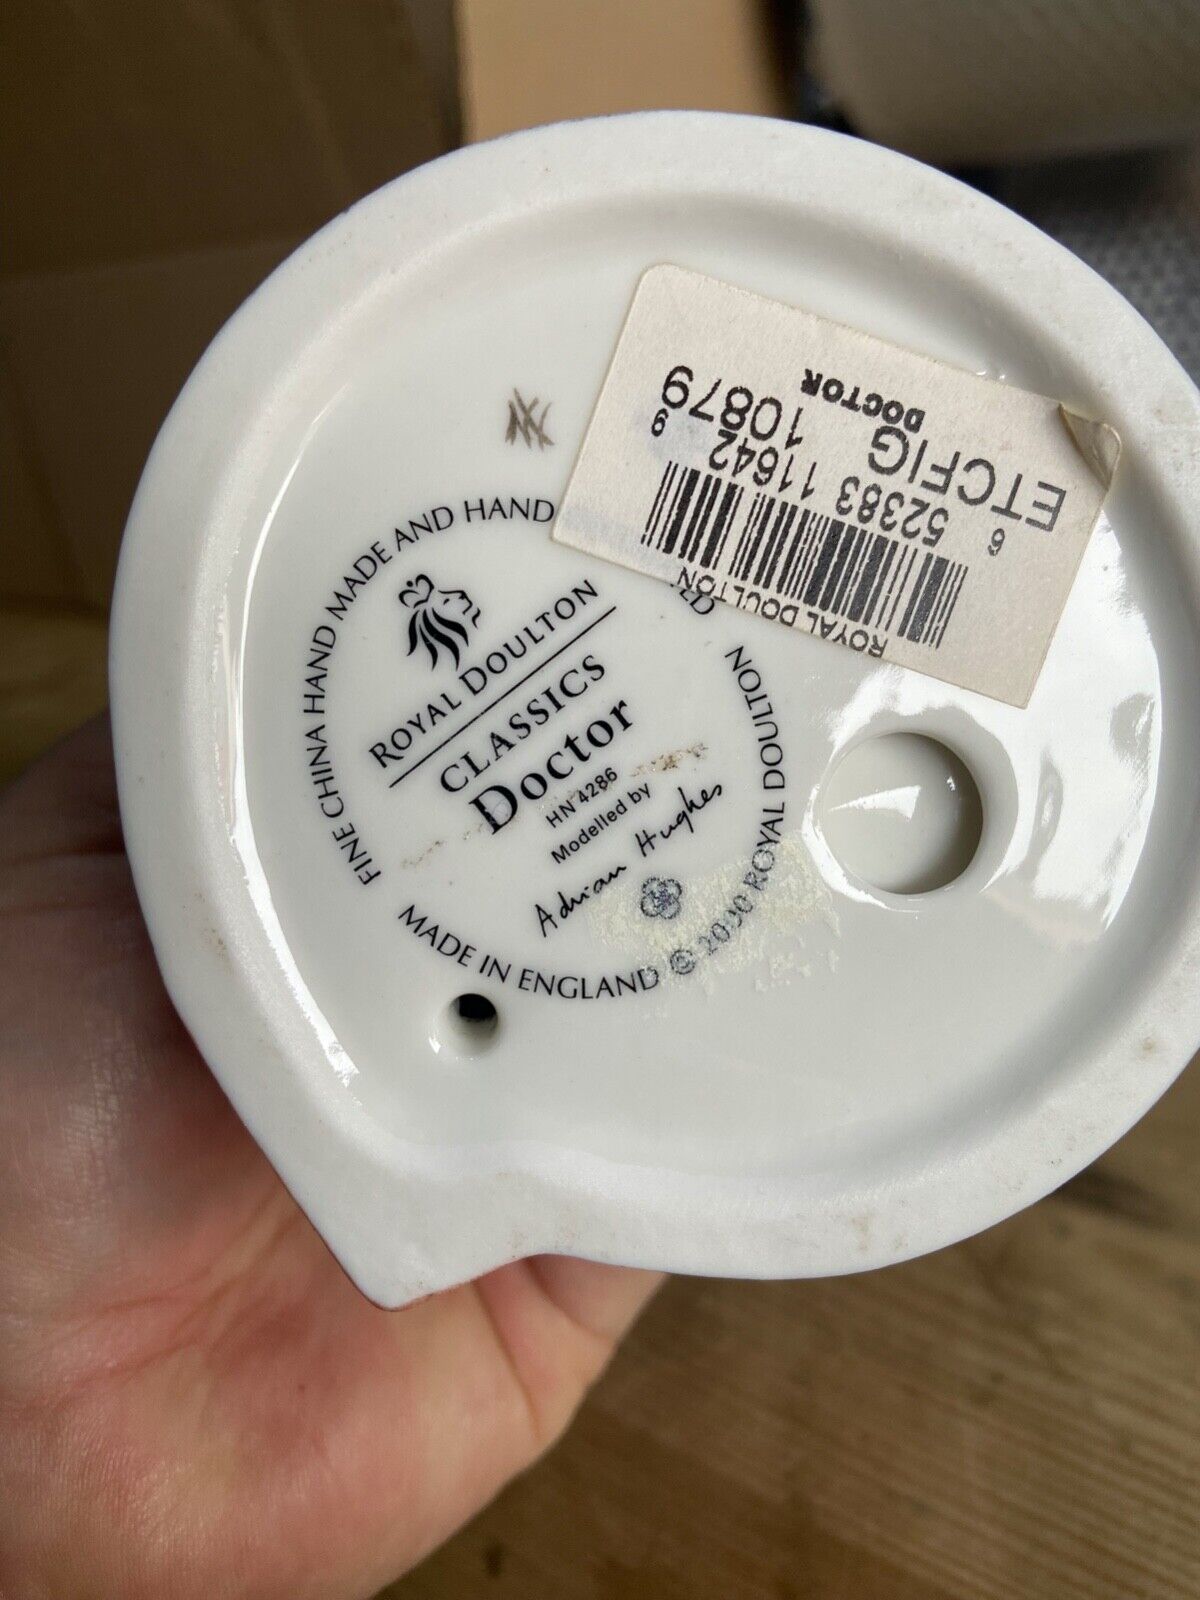 FINE CHINA HAND MADE AND HAND
ROYAL DOULTON
CLASSICS
Doctor
HN 4286
Modelled by
Adrian Hughes
MADE IN ENGLAND © 2000 ROYAL DOULTON
ROYAL DOULTON
6 52383 11642 9
ETCFIG 10879
DOCTOR